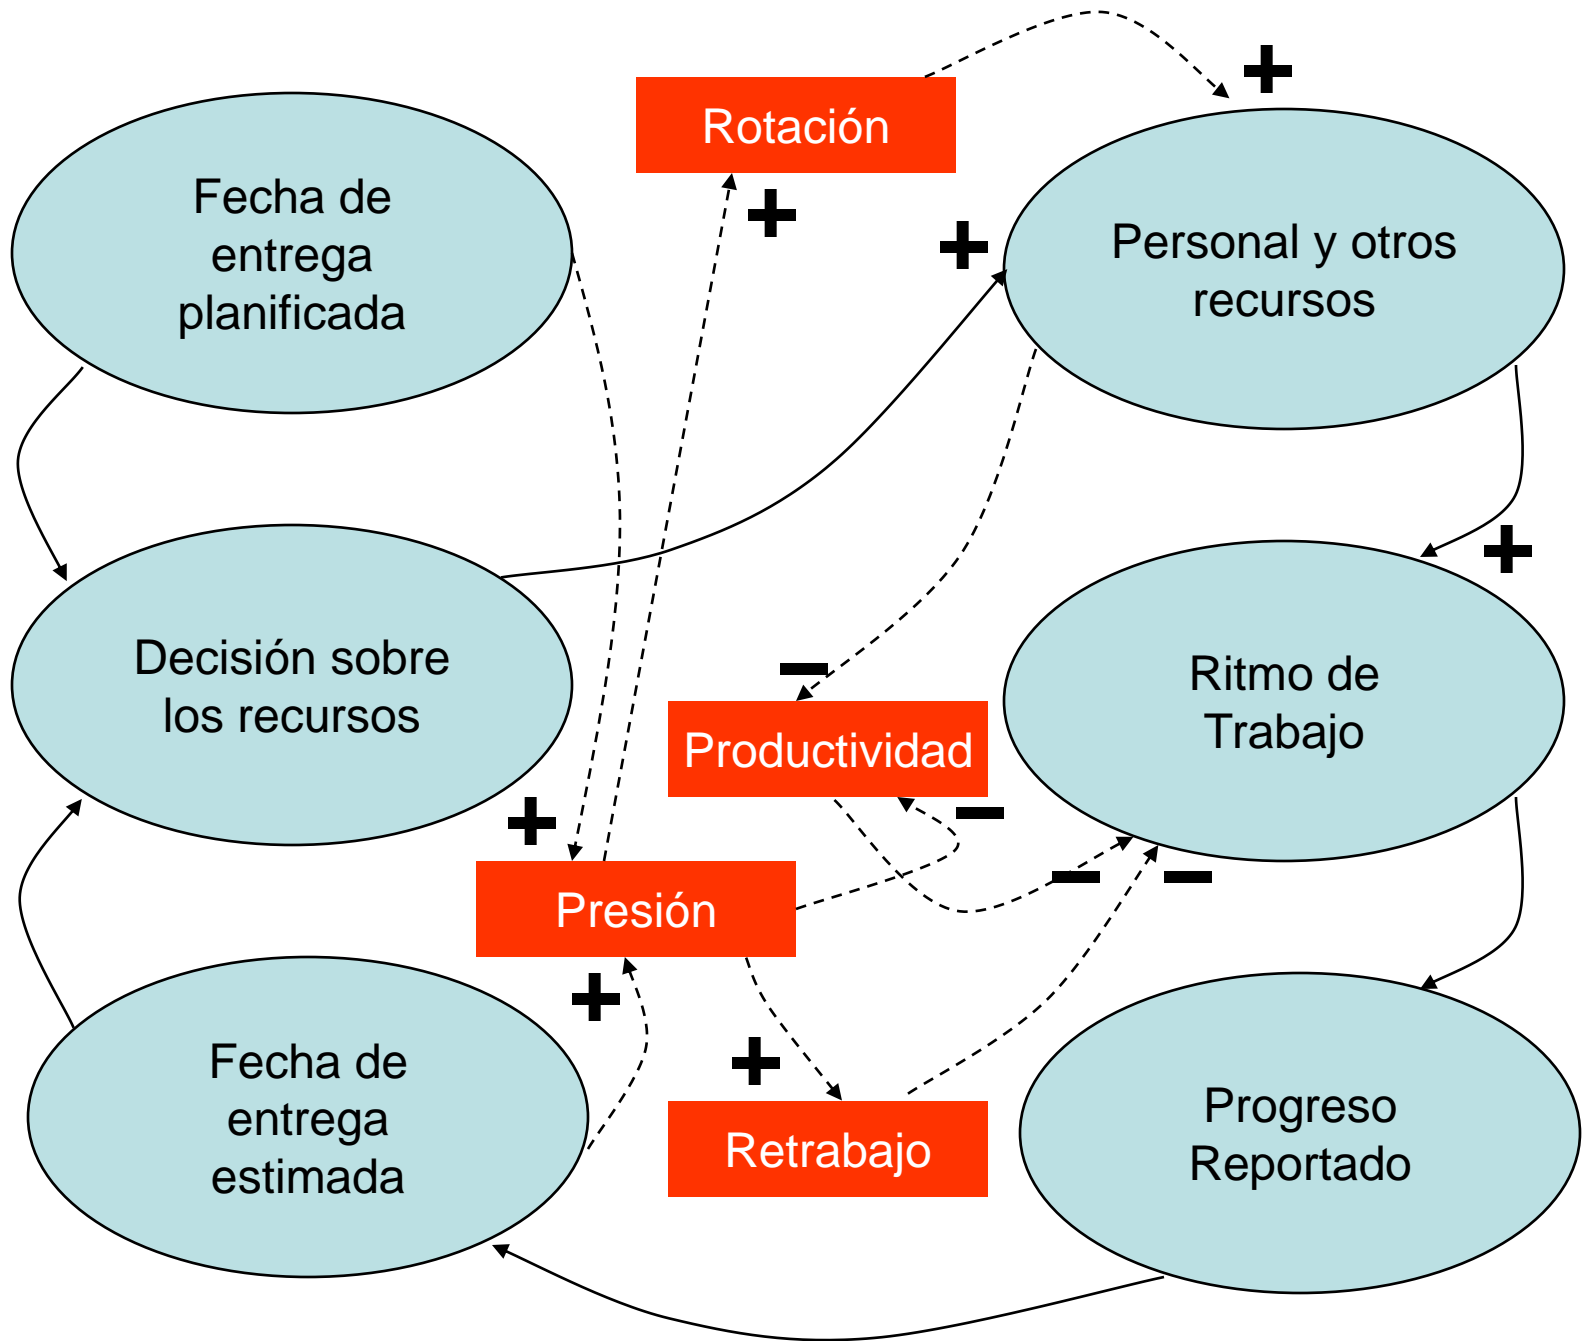 Rotación
+
Fecha de
entrega
planificada
+
+
Personal y otros
recursos
+
Decisión sobre
los recursos
−
Ritmo de
Trabajo
Productividad
+
−
−
−
Presión
+
+
Fecha de
entrega
estimada
Retrabajo
Progreso
Reportado